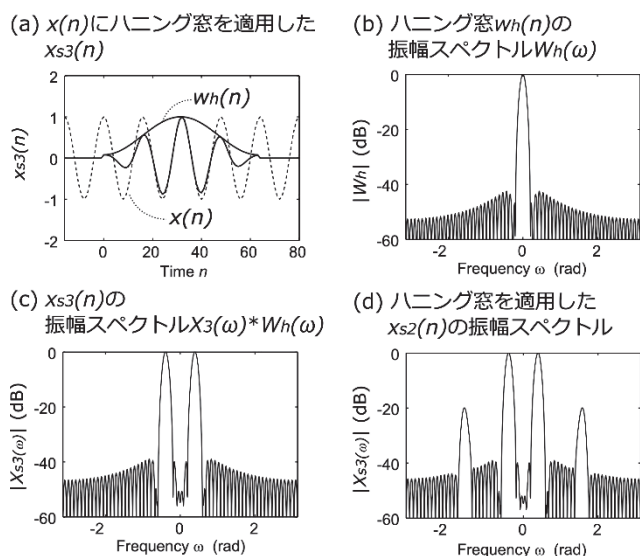 (a) x(n)にハニング窓を適用した
xs3(n)
xs3(n)
2
1
0
-1
-2
wh(n)
x(n)
0
20
40
60
80
Time n
(b) ハニング窓wh(n)の
振幅スペクトルWh(ω)
|Wh| (dB)
0
-20
-40
-60
-2
0
2
Frequency ω (rad)
(c) xs3(n)の
振幅スペクトルX3(ω)*Wh(ω)
|Xs3(ω)| (dB)
0
-20
-40
-60
-2
0
2
Frequency ω (rad)
(d) ハニング窓を適用した
xs2(n)の振幅スペクトル
|Xs3(ω)| (dB)
0
-20
-40
-60
-2
0
2
Frequency ω (rad)